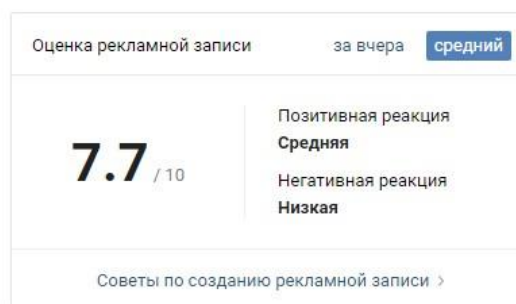 Оценка рекламной записи за вчера средний
7.7 / 10
Позитивная реакция
Средняя
Негативная реакция
Низкая
Советы по созданию рекламной записи >